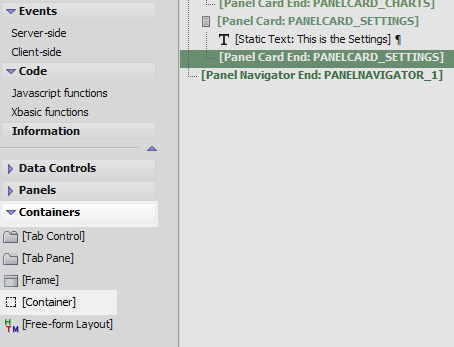 Events
Server-side
Client-side
Code
Javascript functions
Xbasic functions
Information
Data Controls
Panels
Containers
[Tab Control]
[Tab Pane]
[Frame]
[Container]
[Free-form Layout]
[Panel Card End: PANELCARD_CHARTS]
[Panel Card: PANELCARD_SETTINGS]
[Static Text: This is the Settings] ¶
[Panel Card End: PANELCARD_SETTINGS]
[Panel Navigator End: PANELNAVIGATOR_1]